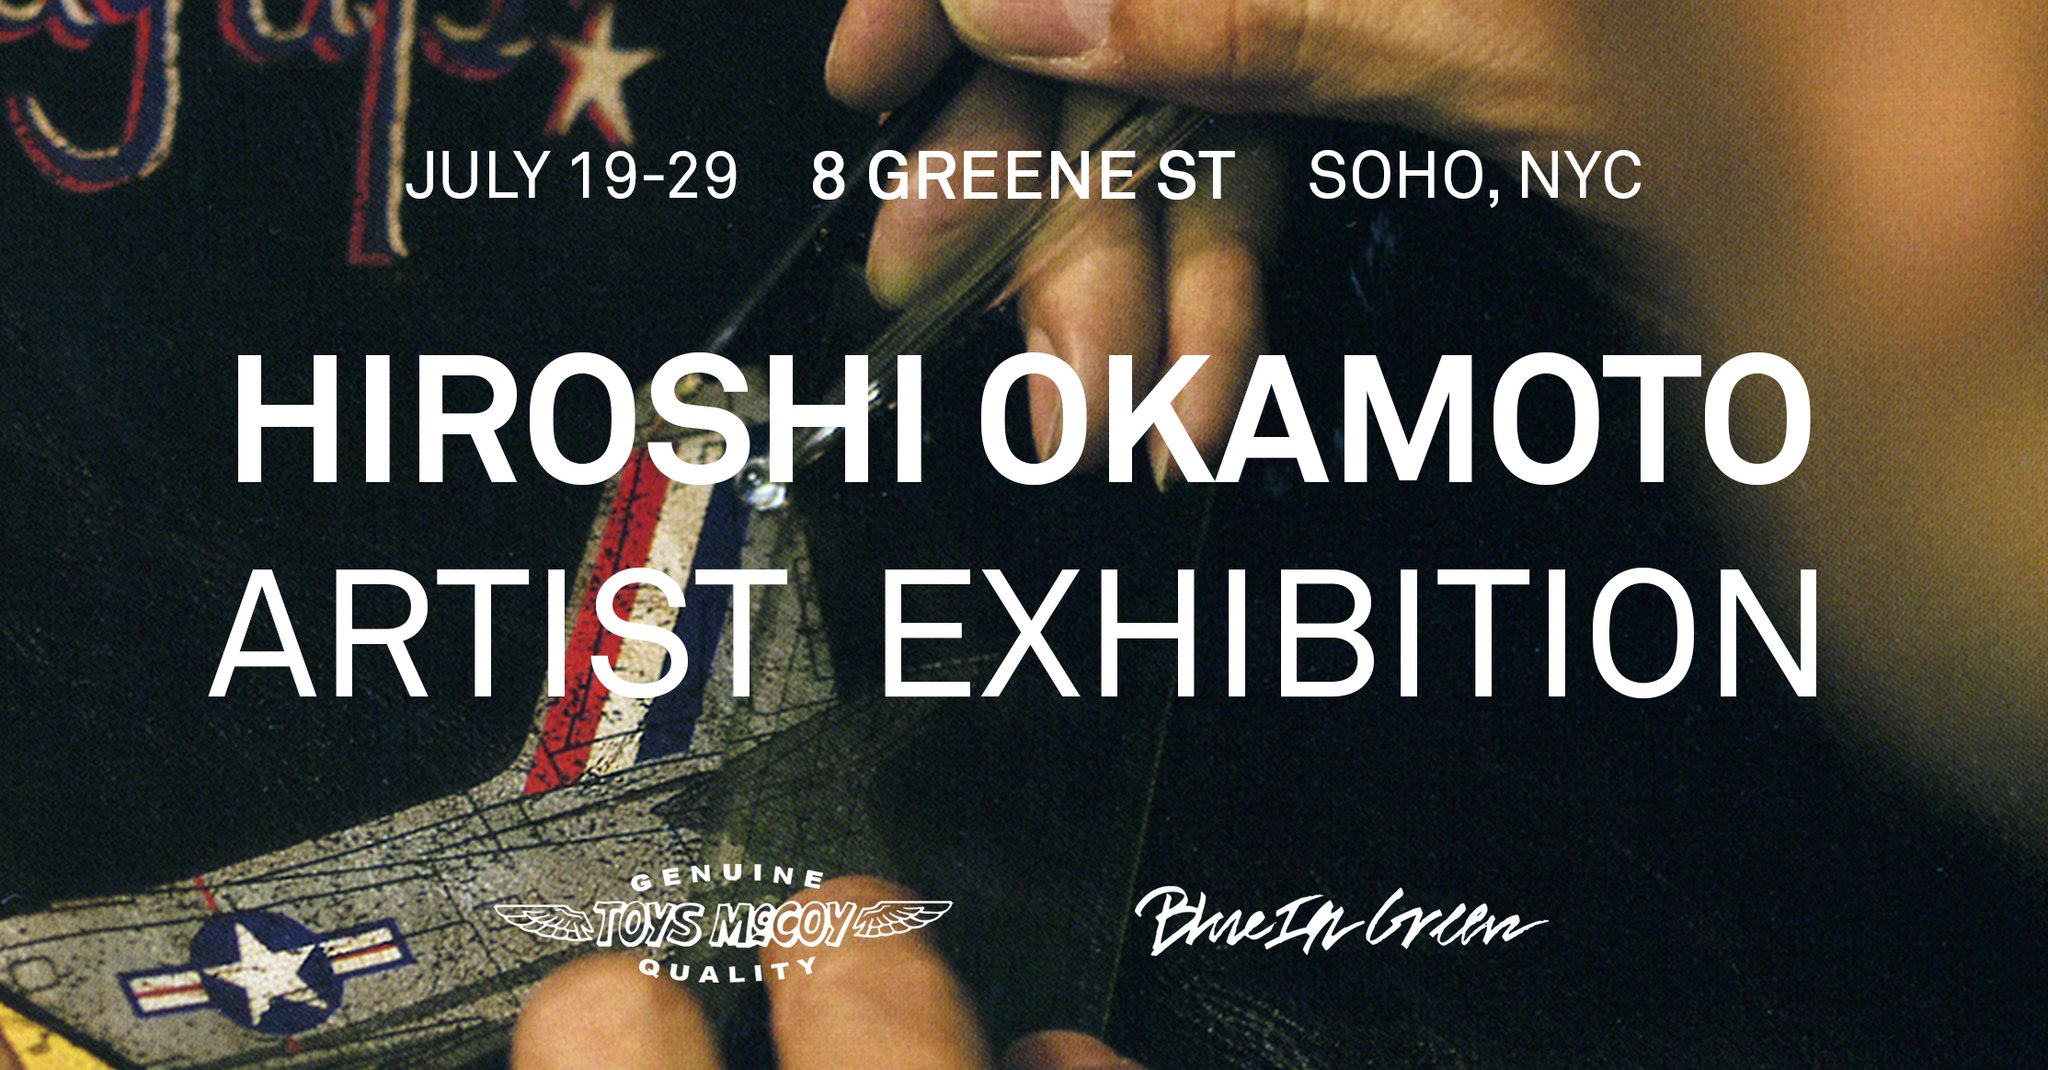 JULY 19-29 8 GREENE ST SOHO, NYC
HIROSHI OKAMOTO
ARTIST EXHIBITION
GENUINE
TOYS McCOY
QUALITY
Blue In Green